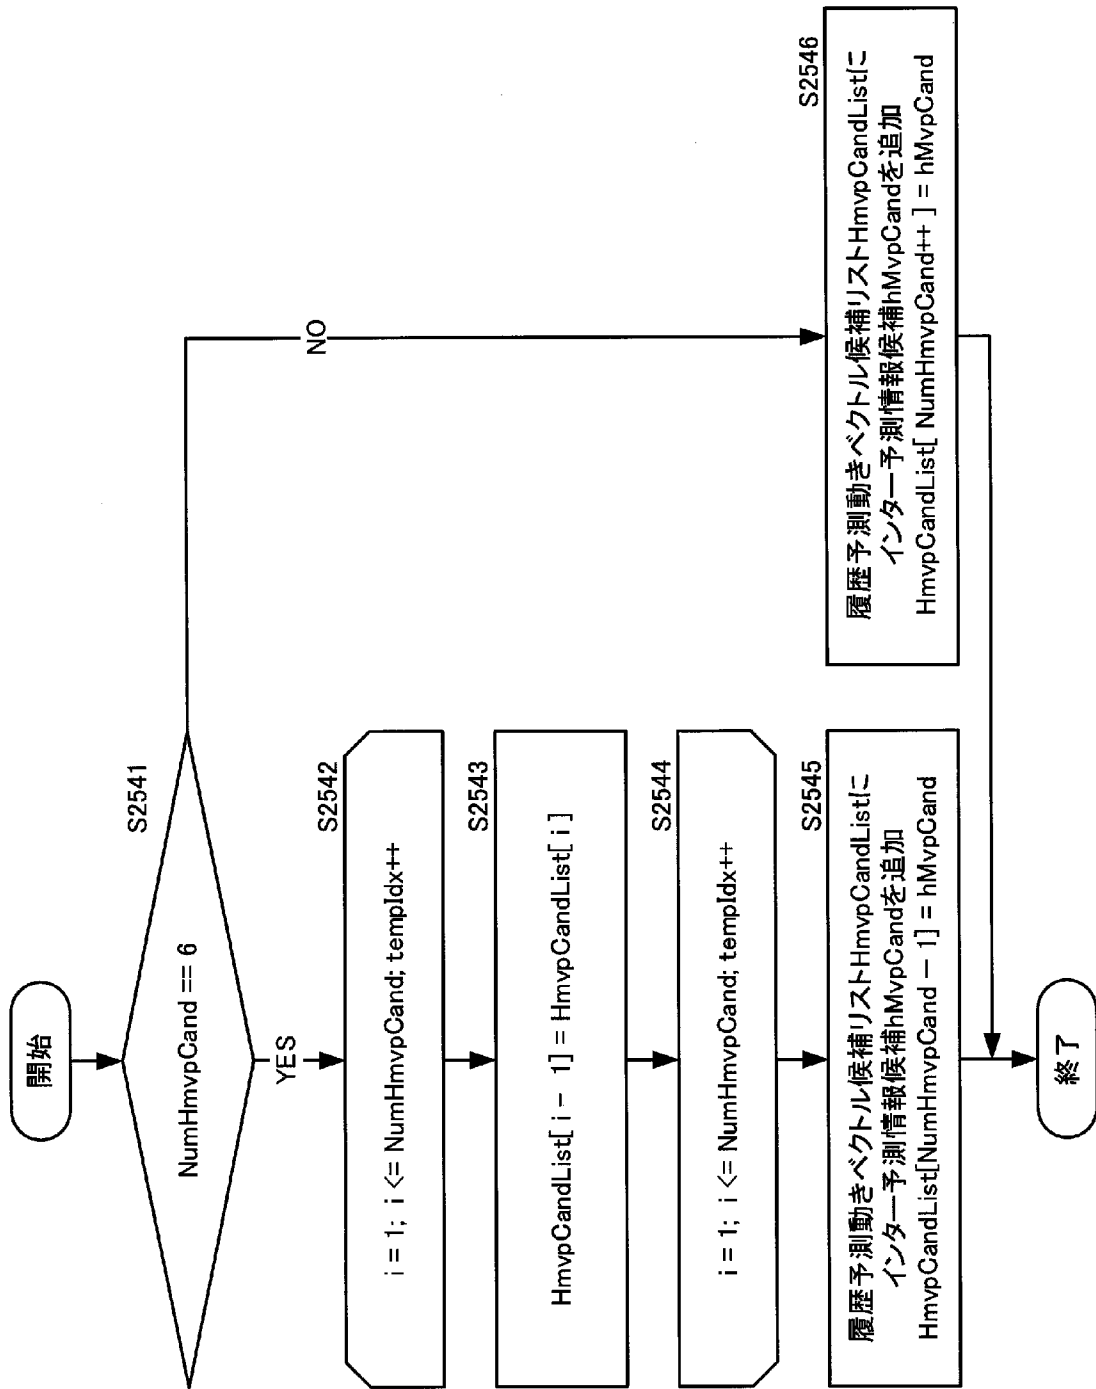 開始
S2541
NumHmvpCand == 6
YES
NO
S2542
i = 1; i <= NumHmvpCand; tempIdx++
S2543
HmvpCandList[ i - 1] = HmvpCandList[ i ]
S2544
i = 1; i <= NumHmvpCand; tempIdx++
S2545
履歴予測動きベクトル候補リストHmvpCandListに
インター予測情報候補hMvpCandを追加
HmvpCandList[NumHmvpCand － 1] = hMvpCand
S2546
履歴予測動きベクトル候補リストHmvpCandListに
インター予測情報候補hMvpCandを追加
HmvpCandList[ NumHmvpCand++ ] = hMvpCand
終了